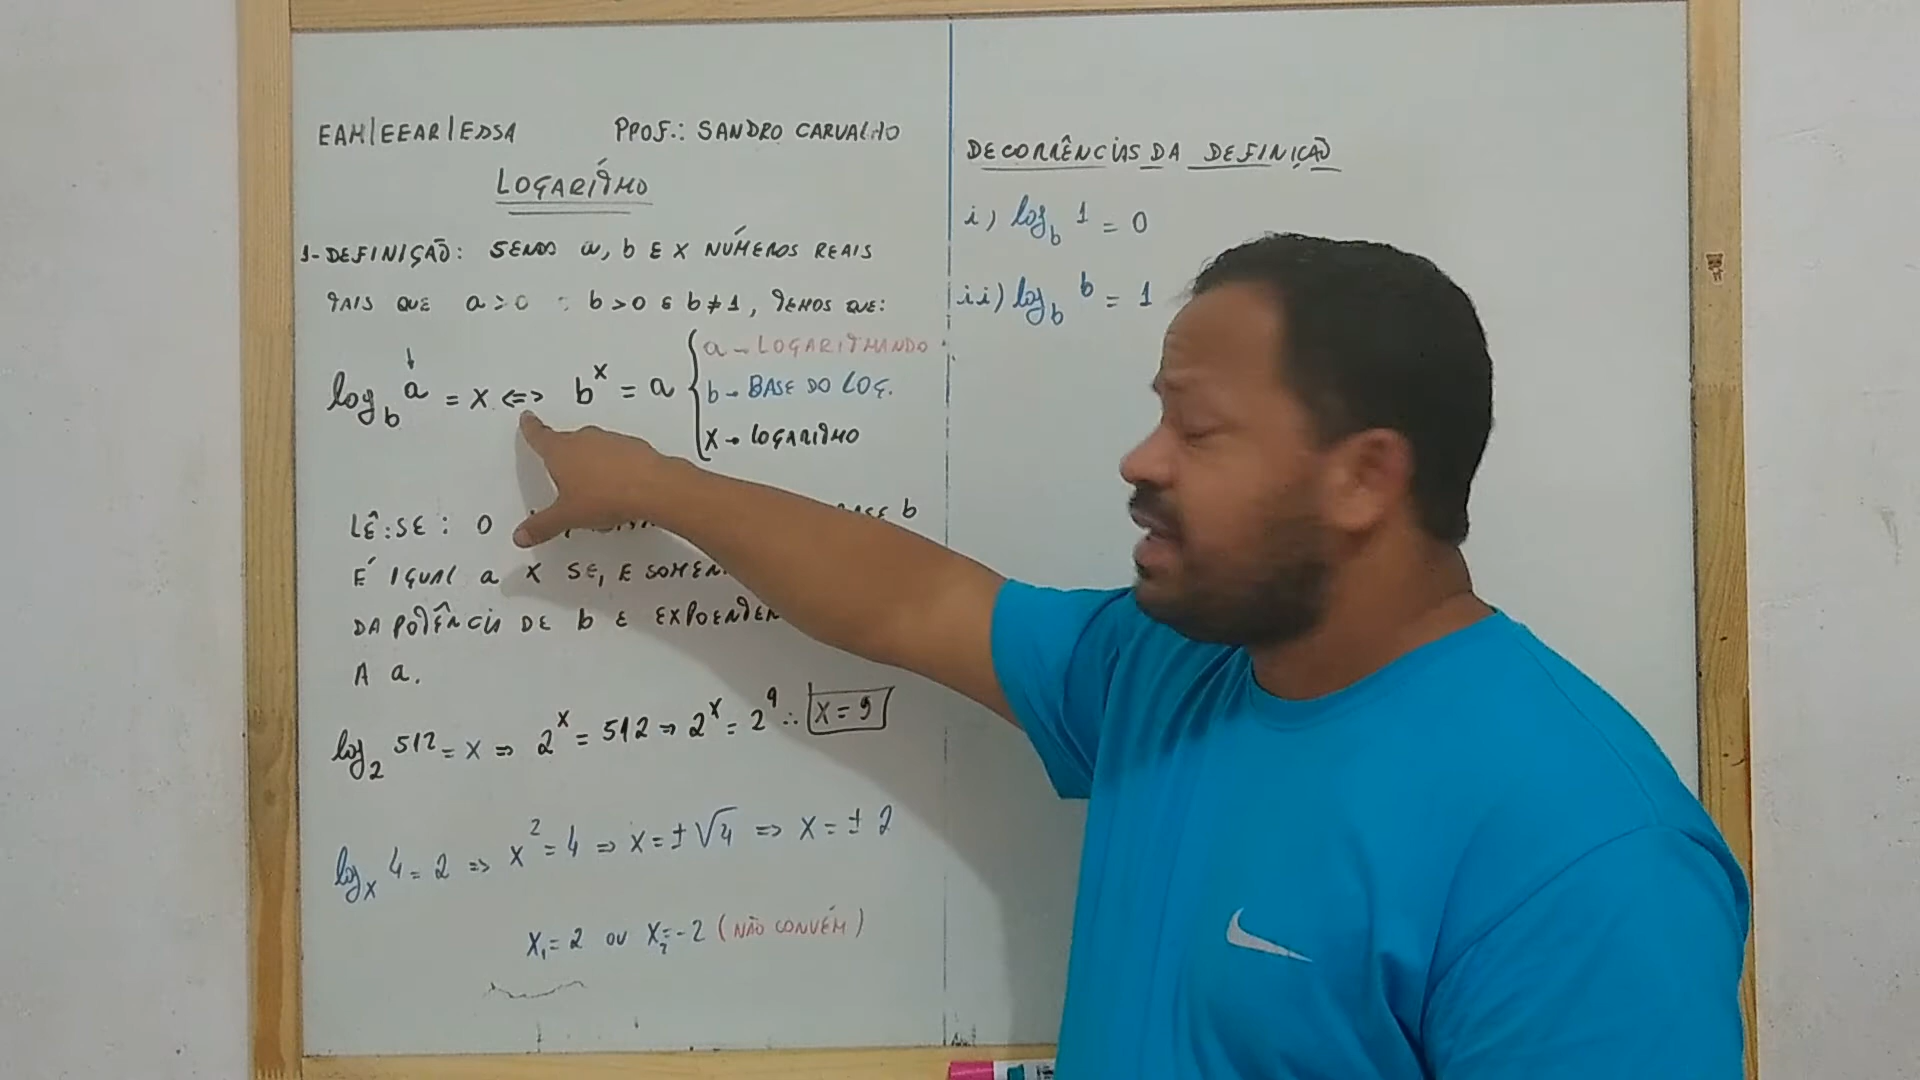 EAM/EEAR/EDSA PROF.: SANDRO CARVALHO
LOGARÍTMO
1-DEFINIÇÃO: SENDO a, b E X NÚMEROS REAIS
TAIS QUE a > 0 b > 0 E b ≠ 1, TEMOS QUE:
log_b a = x <=> b^x = a { a - LOGARITMANDO
b - BASE DO LOG.
X - LOGARITMO
LÊ-SE: O BASE b
É IGUAL a X SE, E SOMEN
DA POTÊNCIA DE b E EXPOENTE
A a.
log_2 512 = x => 2^x = 512 => 2^x = 2^9 ∴ x = 9
log_x 4 = 2 => x^2 = 4 => x = ±√4 => x = ± 2
x_1 = 2 ou x_2 = -2 (NÃO CONVÉM)
DECORRÊNCIAS DA DEFINIÇÃO
i) log_b 1 = 0
ii) log_b b = 1